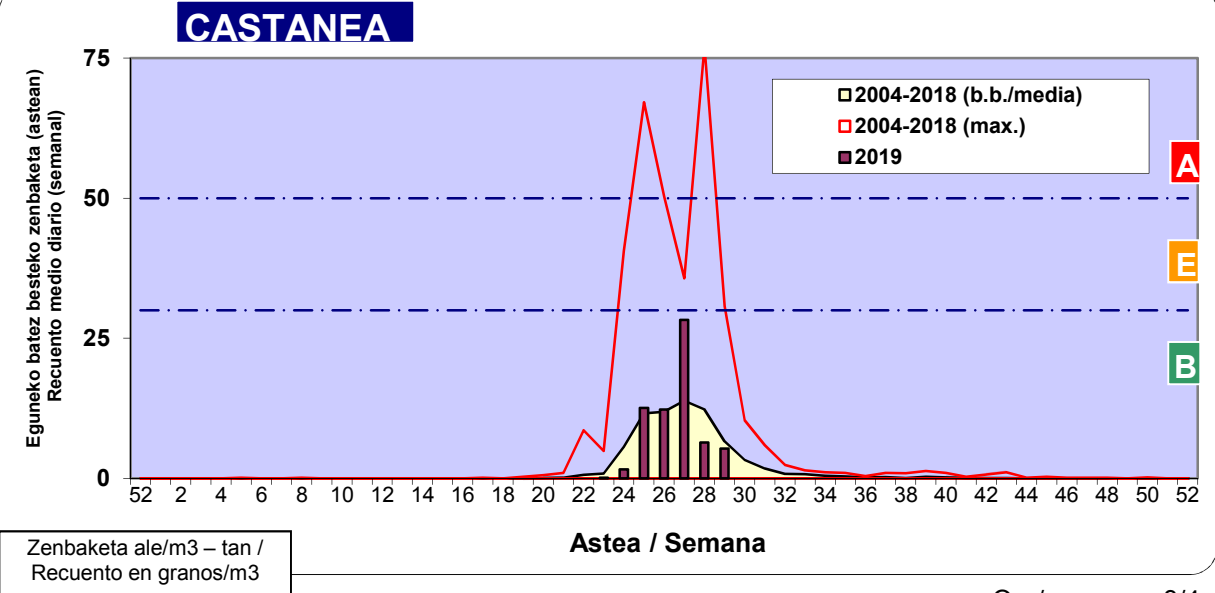 CASTANEA
Eguneko batez besteko zenbaketa (astean)
Recuento medio diario (semanal)
75
50
25
0
2004-2018 (b.b./media)
2004-2018 (max.)
2019
A
E
B
52 2 4 6 8 10 12 14 16 18 20 22 24 26 28 30 32 34 36 38 40 42 44 46 48 50 52
Astea / Semana
Zenbaketa ale/m3 – tan /
Recuento en granos/m3